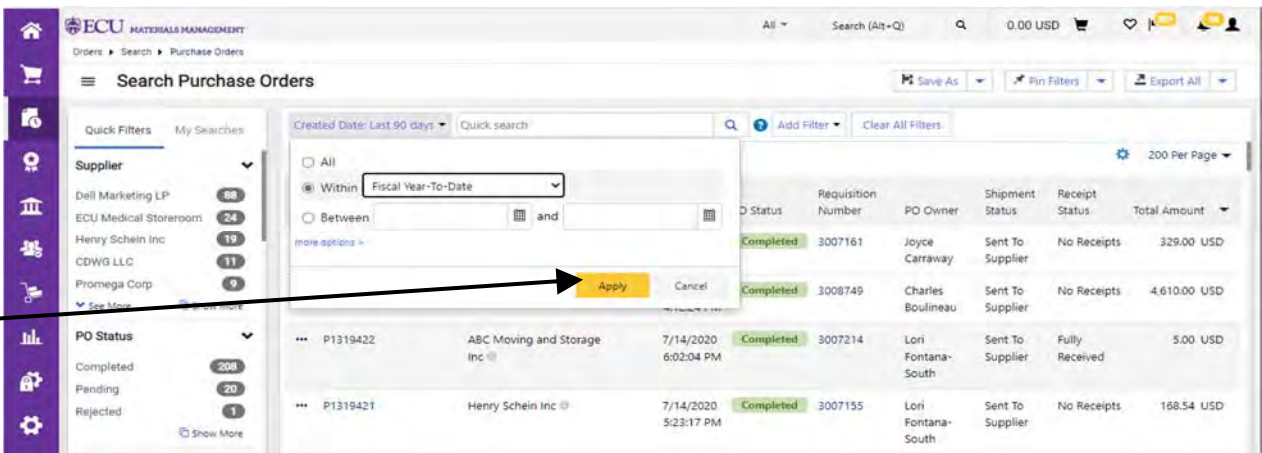 ECU MATERIALS MANAGEMENT
All
Search (Alt+Q)
0.00 USD
Orders Search Purchase Orders
Search Purchase Orders
Save As
Pin Filters
Export All
Quick Filters
My Searches
Created Date: Last 90 days
Quick search
Add Filter
Clear All Filters
200 Per Page
Supplier
Dell Marketing LP 88
ECU Medical Storeroom 24
Henry Schein Inc 19
CDWG LLC 11
Promega Corp 9
See More
Show More
PO Status
Completed 208
Pending 20
Rejected 1
Show More
All
Within Fiscal Year-To-Date
Between and
more options >
Apply
Cancel
O Status
Requisition Number
PO Owner
Shipment Status
Receipt Status
Total Amount
Completed 3007161 Joyce Carraway Sent To Supplier No Receipts 329.00 USD
Completed 3008749 Charles Boulineau Sent To Supplier No Receipts 4,610.00 USD
P1319422 ABC Moving and Storage Inc 7/14/2020 6:02:04 PM Completed 3007214 Lori Fontana-South Sent To Supplier Fully Received 5.00 USD
P1319421 Henry Schein Inc 7/14/2020 5:23:17 PM Completed 3007155 Lori Fontana-South Sent To Supplier No Receipts 168.54 USD